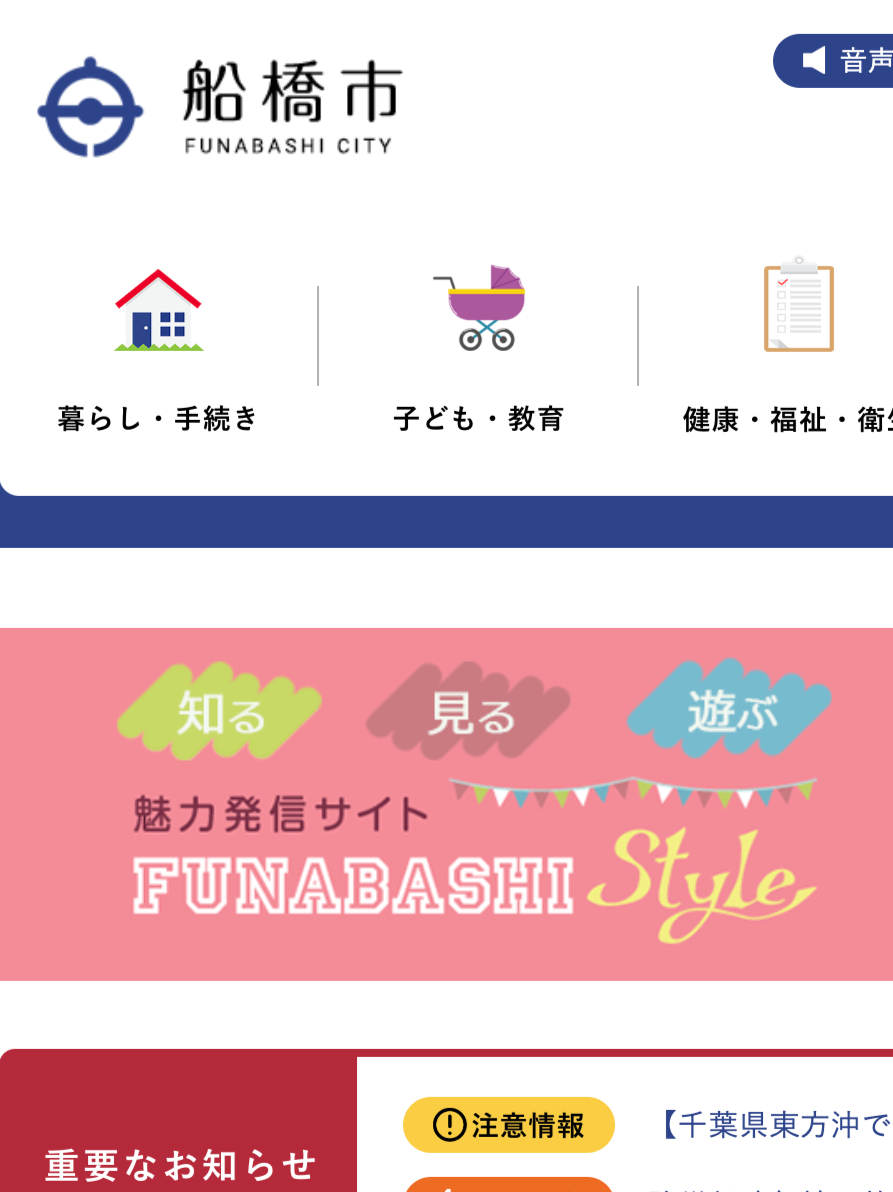 船橋市
FUNABASHI CITY
音声
暮らし・手続き
子ども・教育
健康・福祉・衛生
知る
見る
遊ぶ
魅力発信サイト
FUNABASHI Style
注意情報
【千葉県東方沖で
重要なお知らせ